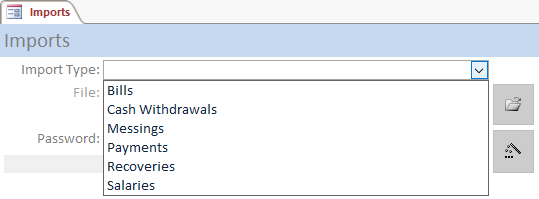 Imports
Imports
Import Type:
Bills
File:
Cash Withdrawals
Messings
Password:
Payments
Recoveries
Salaries